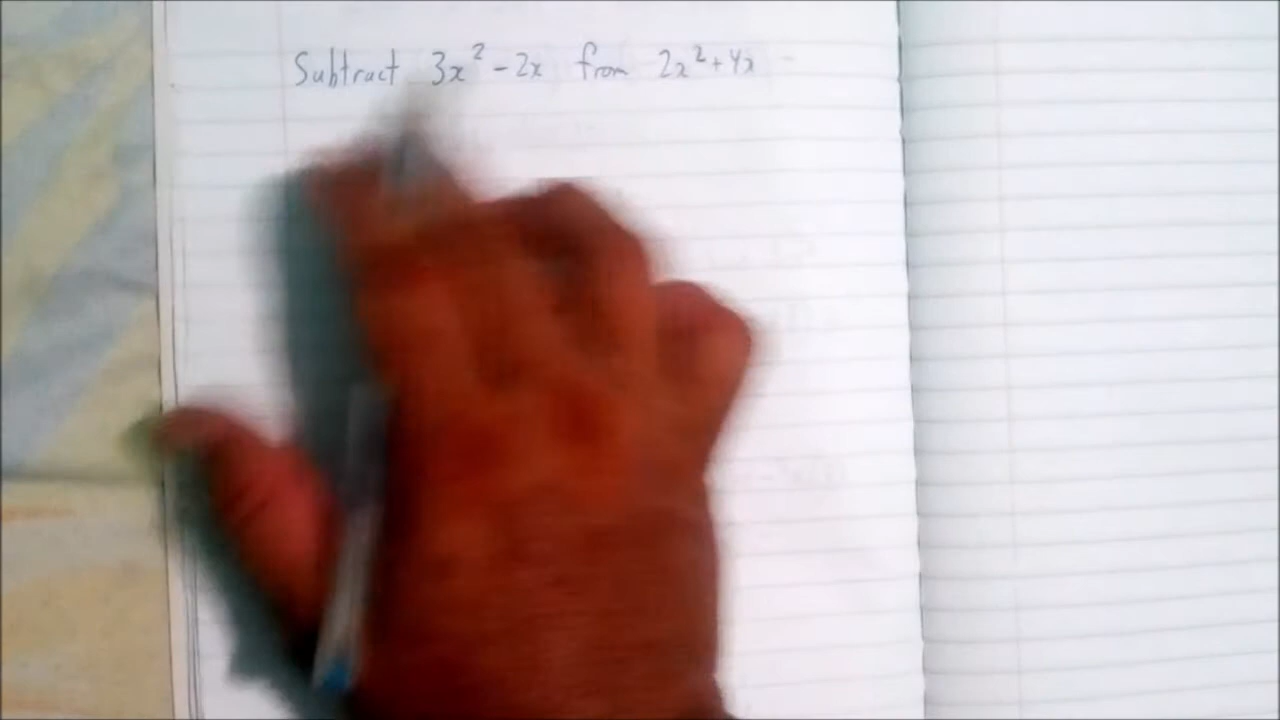 Subtract 3x² - 2x from 2x² + 4x